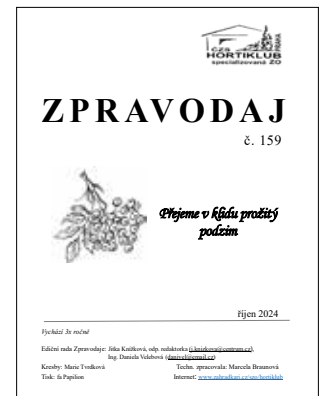 ČZS
PRAHA
HORTIKLUB
specializovaná ZO
ZPRAVODAJ
č. 159
Přejeme v klidu prožitý
podzim
říjen 2024
Vychází 3x ročně
Ediční rada Zpravodaje: Jitka Knížková, odp. redaktorka (j.knizkova@centrum.cz),
Ing. Daniela Velebová (danivel@email.cz)
Kresby: Marie Tvrdková Techn. zpracovala: Marcela Braunová
Tisk: fa Papilion Internet: www.zahradkari.cz/szo/hortiklub